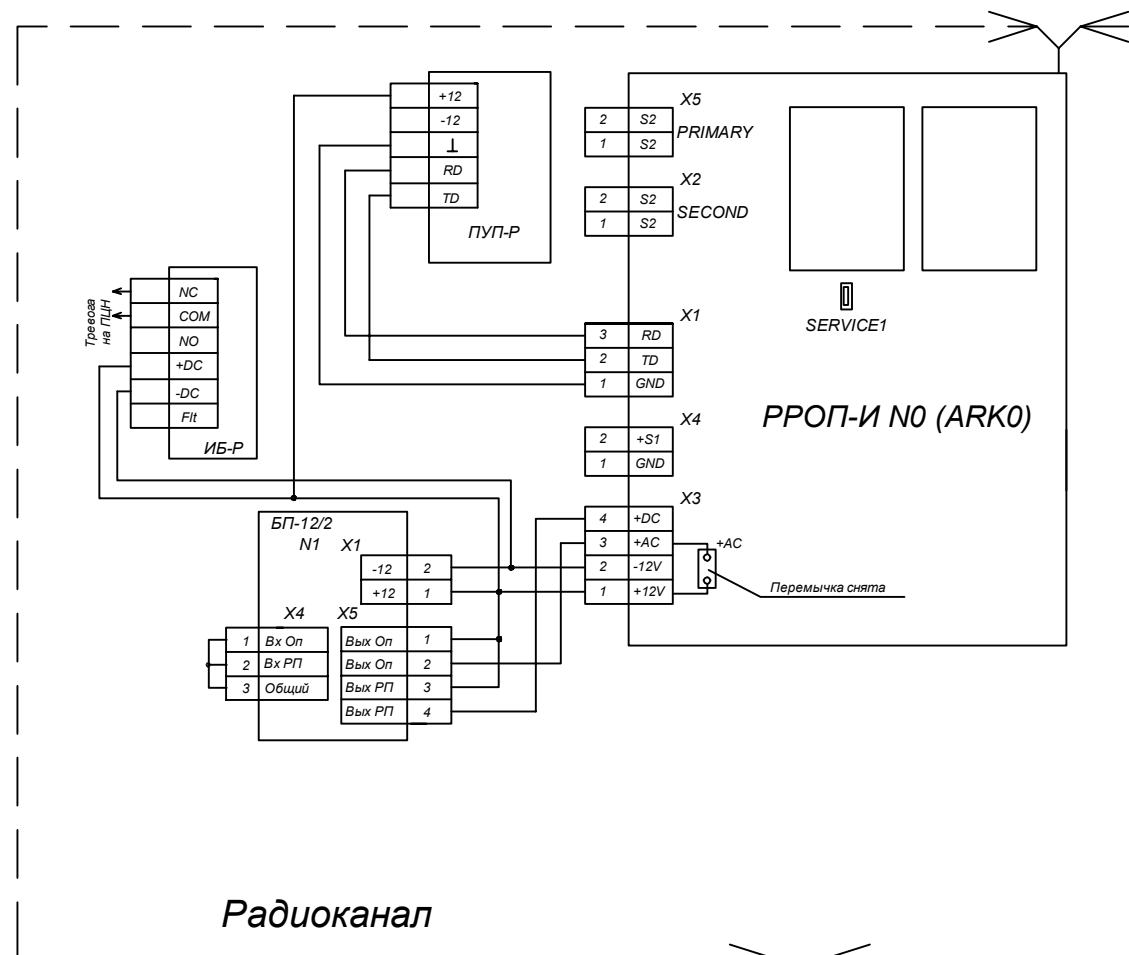 +12
-12
⊥
RD
TD
ПУП-Р
X5
2 S2
PRIMARY
1 S2
X2
2 S2
SECOND
1 S2
SERVICE1
X1
3 RD
2 TD
1 GND
РРОП-И N0 (ARK0)
X4
2 +S1
1 GND
X3
4 +DC
3 +AC
2 -12V
1 +12V
+AC
Перемычка снята
Тревога
на ПЦН
NC
COM
NO
+DC
-DC
Flt
ИБ-Р
БП-12/2
N1
X1
-12 2
+12 1
X4
1 Вх Оп
2 Вх РП
3 Общий
X5
Вых Оп 1
Вых Оп 2
Вых РП 3
Вых РП 4
Радиоканал